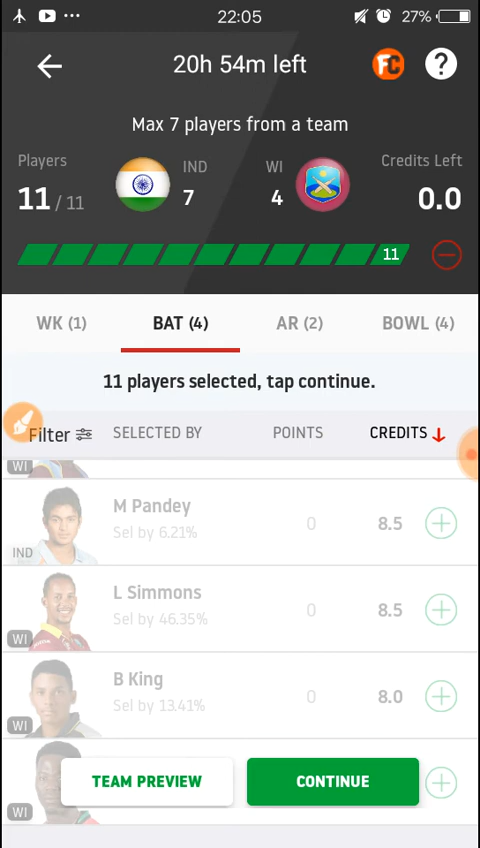 22:05
27%
20h 54m left
FC
?
Max 7 players from a team
Players
11 / 11
IND
7
WI
4
Credits Left
0.0
11
WK (1)
BAT (4)
AR (2)
BOWL (4)
11 players selected, tap continue.
Filter
SELECTED BY
POINTS
CREDITS
WI
M Pandey
Sel by 6.21%
0
8.5
IND
L Simmons
Sel by 46.35%
0
8.5
WI
B King
Sel by 13.41%
0
8.0
WI
TEAM PREVIEW
CONTINUE
WI